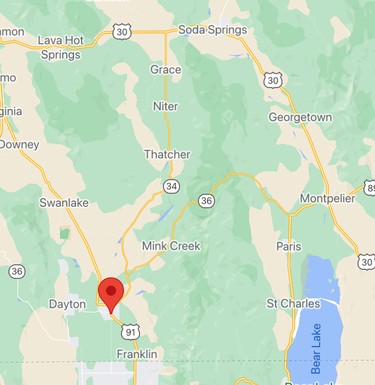 mon
30
Soda Springs
Lava Hot
Springs
Grace
30
mo
Niter
ginia
Georgetown
Downey
Thatcher
34
36
89
Swanlake
Montpelier
Mink Creek
Paris
30
36
Dayton
St Charles
91
Franklin
Bear Lake